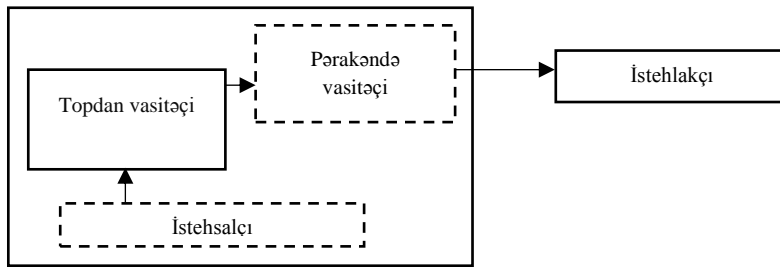 Pərakəndə
vasitəçi
İstehlakçı
Topdan vasitəçi
İstehsalçı